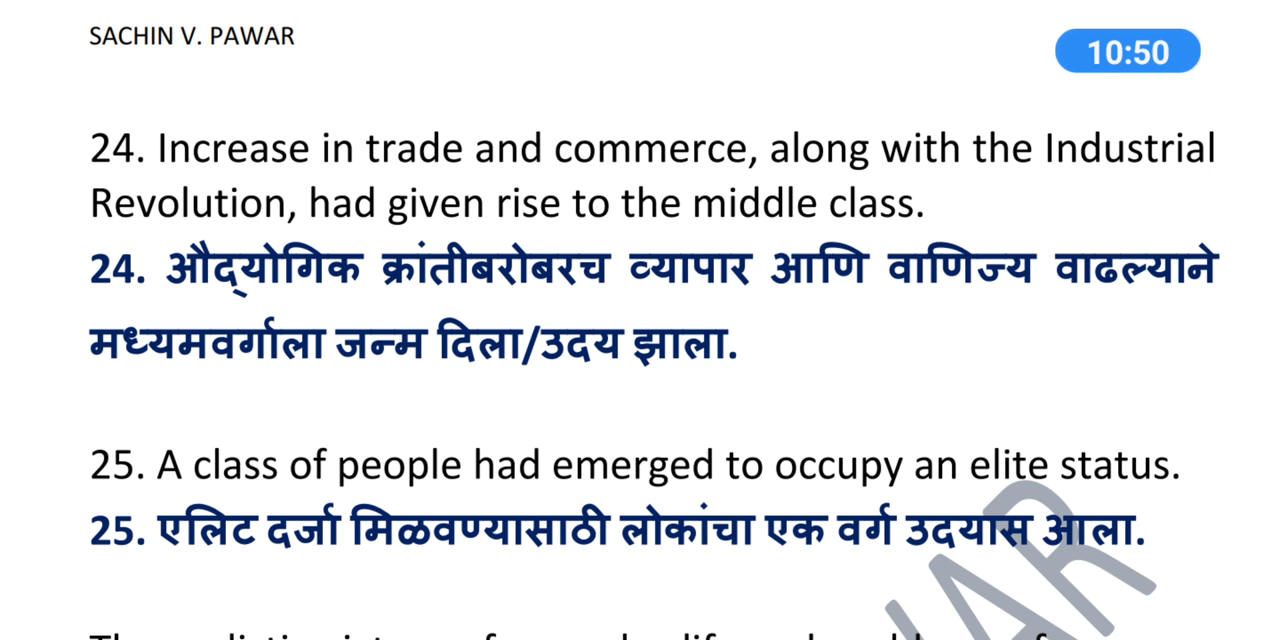 SACHIN V. PAWAR
10:50
24. Increase in trade and commerce, along with the Industrial
Revolution, had given rise to the middle class.
24. औद्योगिक क्रांतीबरोबरच व्यापार आणि वाणिज्य वाढल्याने
मध्यमवर्गाला जन्म दिला/उदय झाला.
25. A class of people had emerged to occupy an elite status.
25. एलिट दर्जा मिळवण्यासाठी लोकांचा एक वर्ग उदयास आला.